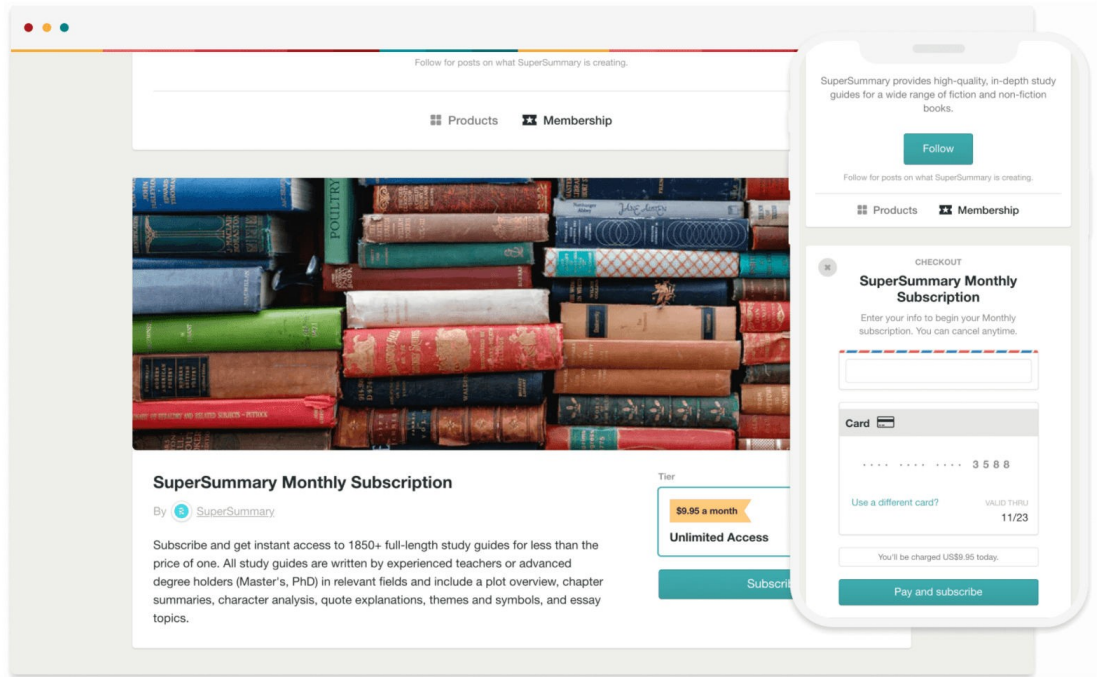 Follow for posts on what SuperSummary is creating.
Products
Membership
POULTRY
SuperSummary Monthly Subscription
By
SuperSummary
Subscribe and get instant access to 1850+ full-length study guides for less than the
price of one. All study guides are written by experienced teachers or advanced
degree holders (Master's, PhD) in relevant fields and include a plot overview, chapter
summaries, character analysis, quote explanations, themes and symbols, and essay
topics.
Tier
$9.95 a month
Unlimited Access
SuperSummary provides high-quality, in-depth study
guides for a wide range of fiction and non-fiction
books.
Follow
Follow for posts on what SuperSummary is creating.
Products
Membership
CHECKOUT
SuperSummary Monthly
Subscription
Enter your info to begin your Monthly
subscription. You can cancel anytime.
Card
···· ···· ···· 3588
Use a different card?
VALID THRU
11/23
You'll be charged US$9.95 today.
Pay and subscribe